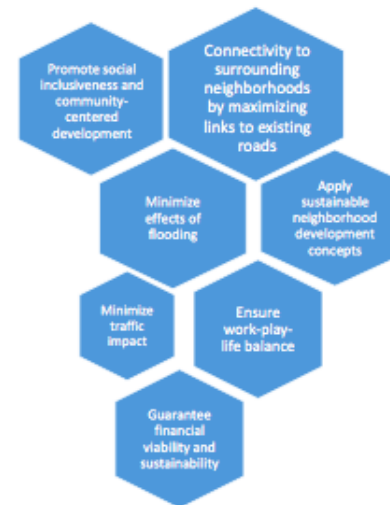 Promote social
inclusiveness and
community-
centered
development
Connectivity to
surrounding
neighborhoods
by maximizing
links to existing
roads
Minimize
effects of
flooding
Apply
sustainable
neighborhood
development
concepts
Minimize
traffic
impact
Ensure
work-play-
life balance
Guarantee
financial
viability and
sustainability